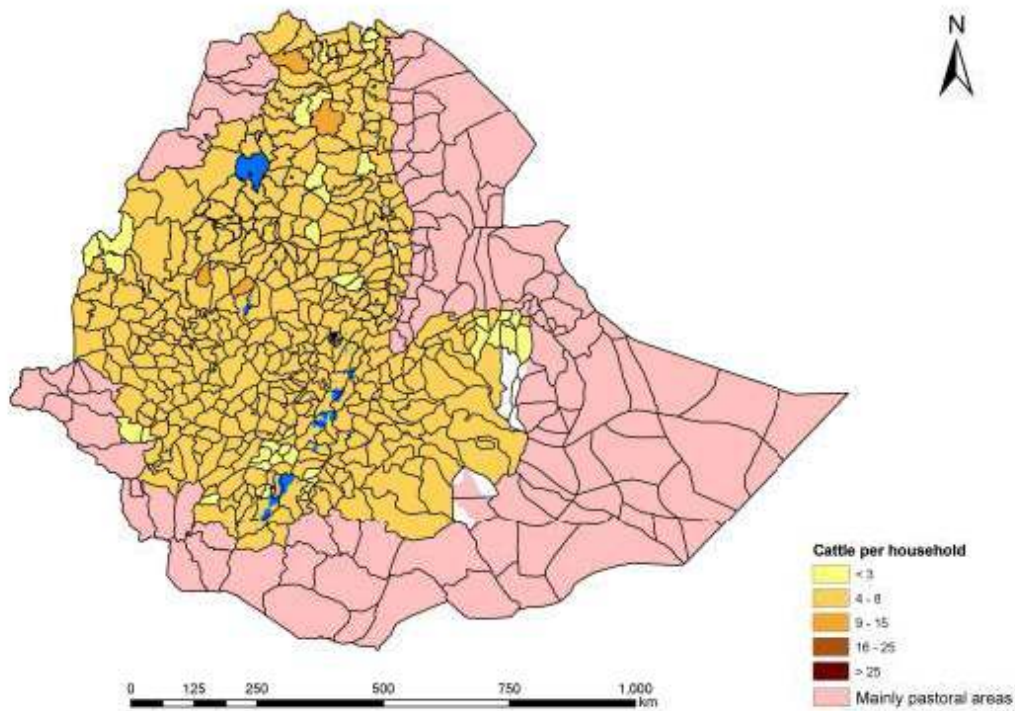 N
Cattle per household
< 3
4 - 8
9 - 15
16 - 25
> 25
Mainly pastoral areas
0 125 250 500 750 1,000
km